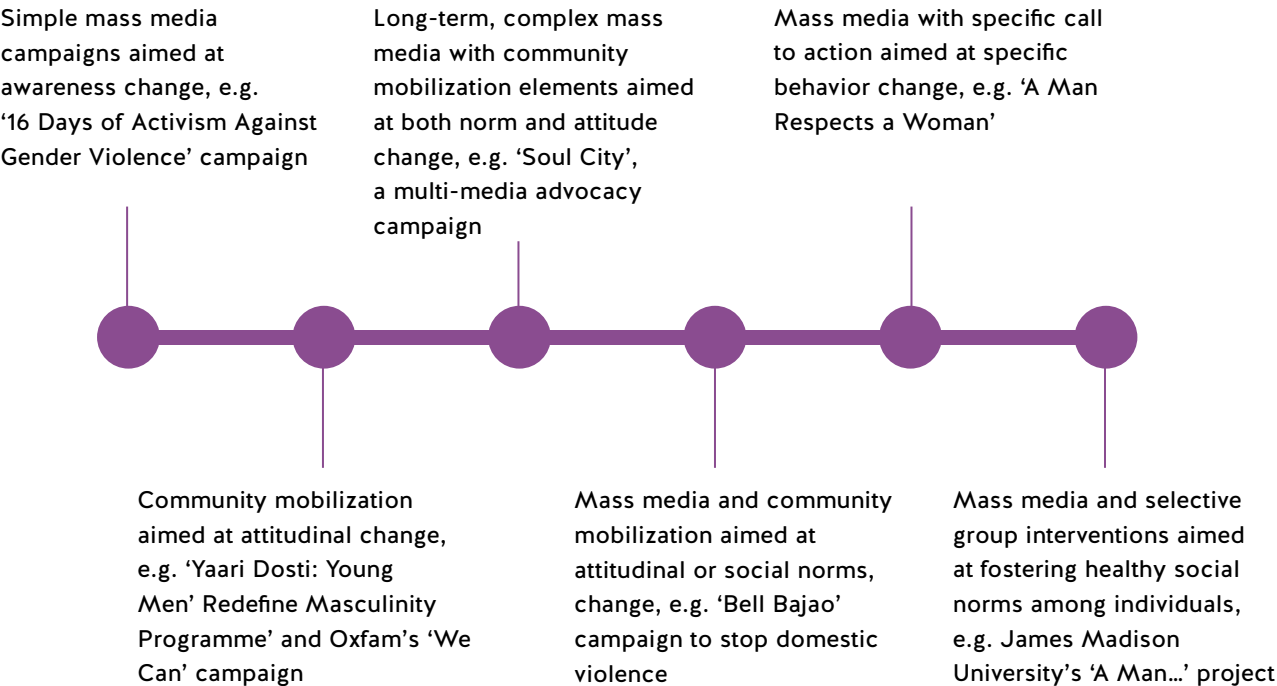 Simple mass media
campaigns aimed at
awareness change, e.g.
‘16 Days of Activism Against
Gender Violence’ campaign
Long-term, complex mass
media with community
mobilization elements aimed
at both norm and attitude
change, e.g. ‘Soul City’,
a multi-media advocacy
campaign
Mass media with specific call
to action aimed at specific
behavior change, e.g. ‘A Man
Respects a Woman’
Community mobilization
aimed at attitudinal change,
e.g. ‘Yaari Dosti: Young
Men’ Redefine Masculinity
Programme’ and Oxfam’s ‘We
Can’ campaign
Mass media and community
mobilization aimed at
attitudinal or social norms,
change, e.g. ‘Bell Bajao’
campaign to stop domestic
violence
Mass media and selective
group interventions aimed
at fostering healthy social
norms among individuals,
e.g. James Madison
University’s ‘A Man…’ project